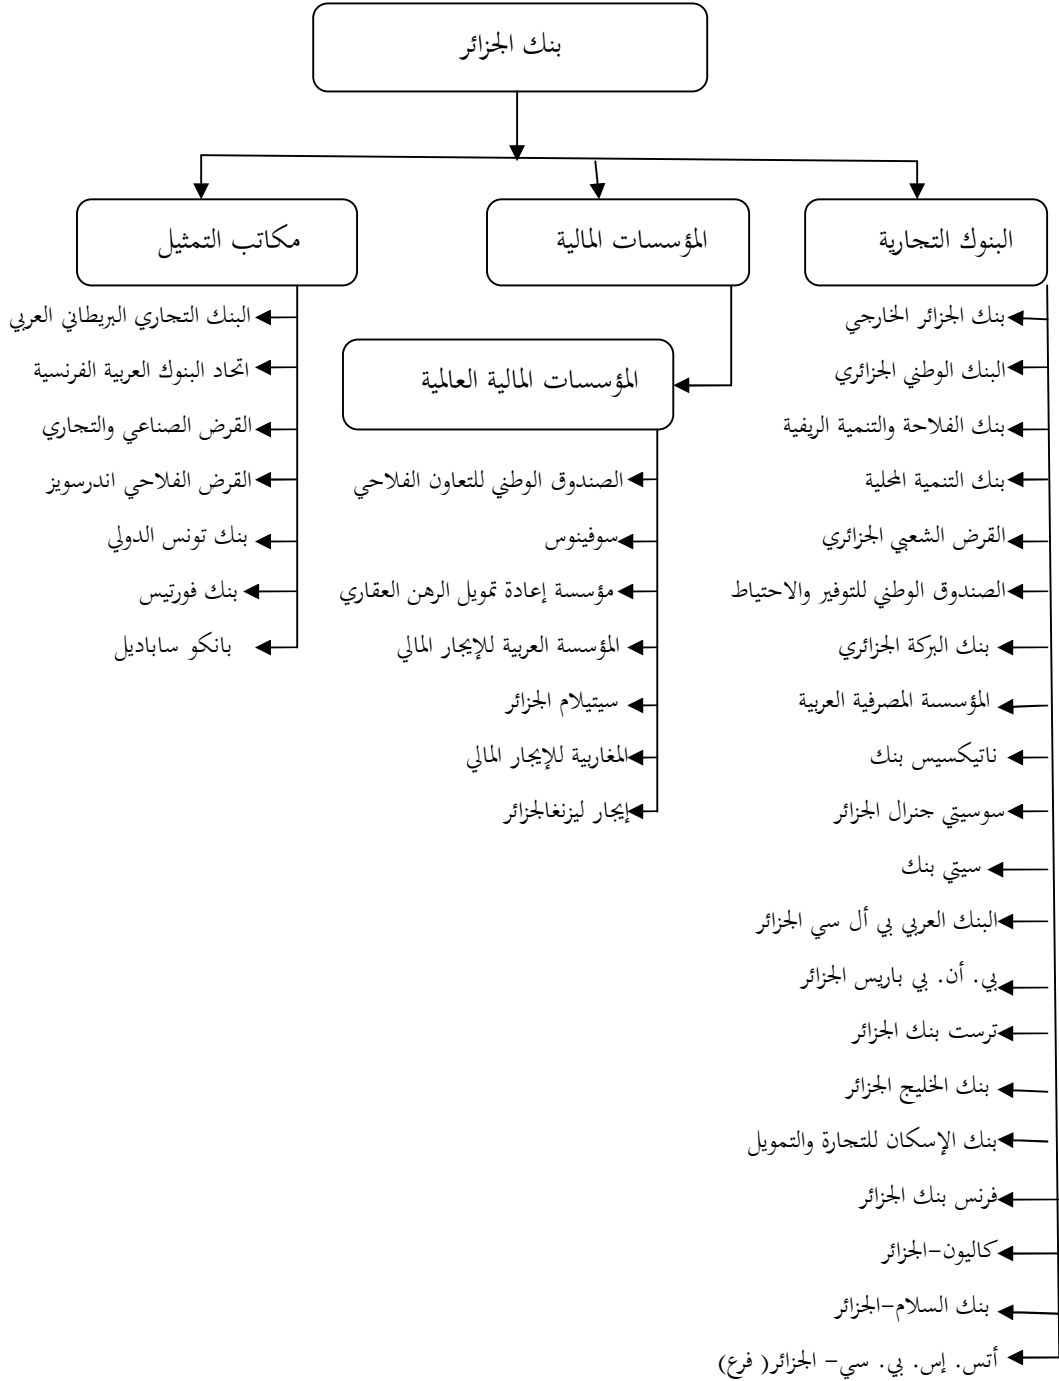 بنك الجزائر
البنوك التجارية
بنك الجزائر الخارجي
البنك الوطني الجزائري
بنك الفلاحة والتنمية الريفية
بنك التنمية المحلية
القرض الشعبي الجزائري
الصندوق الوطني للتوفير والاحتياط
بنك البركة الجزائري
المؤسسة المصرفية العربية
ناتيكسيس بنك
سوسيتي جنرال الجزائر
سيتي بنك
البنك العربي بي أل سي الجزائر
بي. أن. بي باريس الجزائر
ترست بنك الجزائر
بنك الخليج الجزائر
بنك الإسكان للتجارة والتمويل
فرنس بنك الجزائر
كاليون-الجزائر
بنك السلام-الجزائر
أتس. إس. بي. سي- الجزائر( فرع)
المؤسسات المالية
المؤسسات المالية العالمية
الصندوق الوطني للتعاون الفلاحي
سوفينوس
مؤسسة إعادة تمويل الرهن العقاري
المؤسسة العربية للإيجار المالي
سيتيلام الجزائر
المغاربية للإيجار المالي
إيجار ليزنغالجزائر
مكاتب التمثيل
البنك التجاري البريطاني العربي
اتحاد البنوك العربية الفرنسية
القرض الصناعي والتجاري
القرض الفلاحي اندرسويز
بنك تونس الدولي
بنك فورتيس
بانكو ساباديل